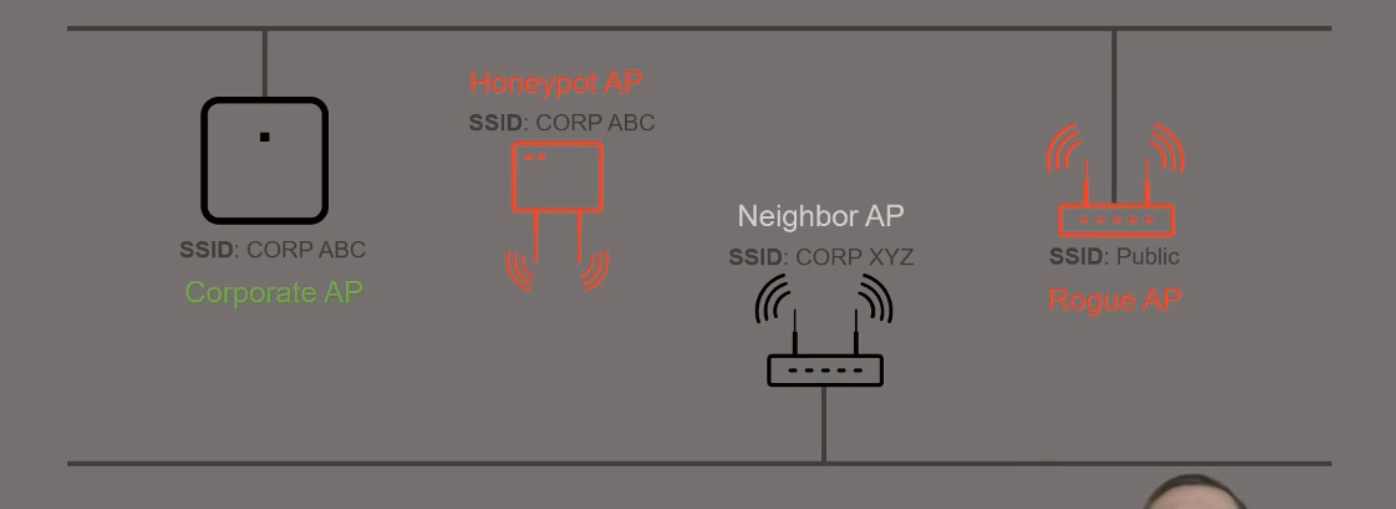 Honeypot AP
SSID: CORP ABC
SSID: CORP ABC
Corporate AP
Neighbor AP
SSID: CORP XYZ
SSID: Public
Rogue AP